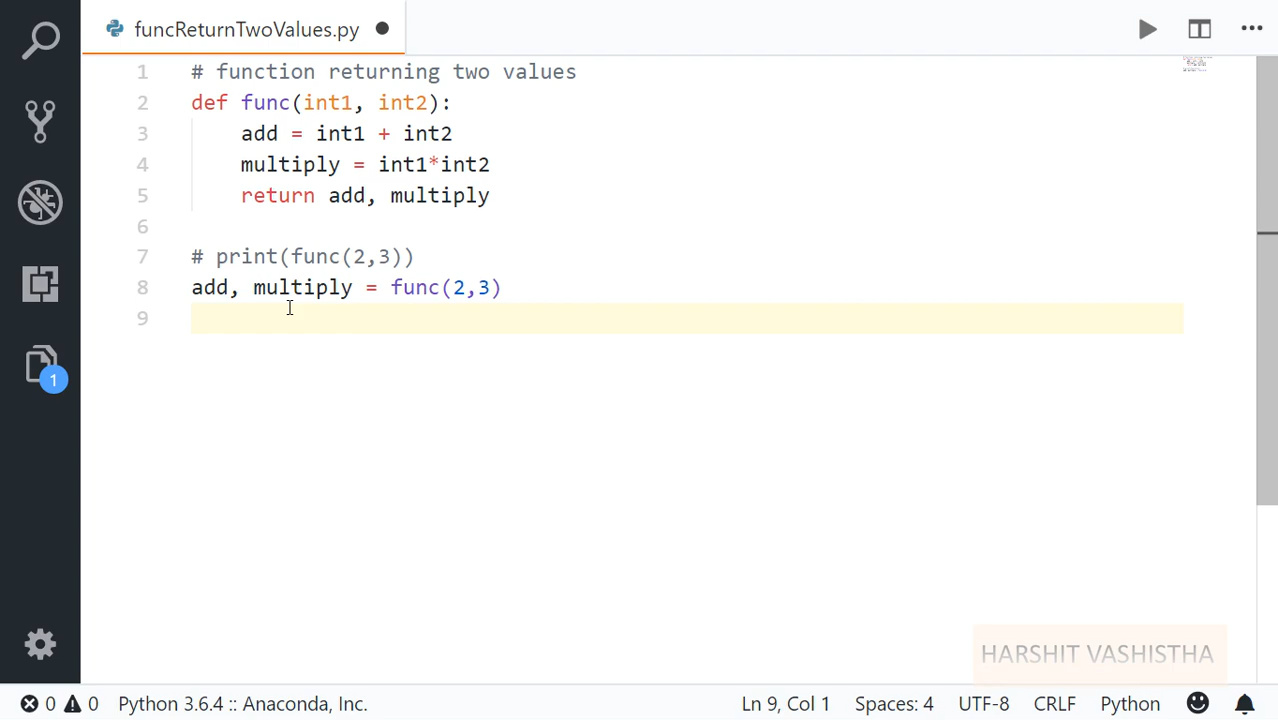 funcReturnTwoValues.py
1 # function returning two values
2 def func(int1, int2):
3 add = int1 + int2
4 multiply = int1*int2
5 return add, multiply
6
7 # print(func(2,3))
8 add, multiply = func(2,3)
9
1
HARSHIT VASHISTHA
0 0 Python 3.6.4 :: Anaconda, Inc. Ln 9, Col 1 Spaces: 4 UTF-8 CRLF Python